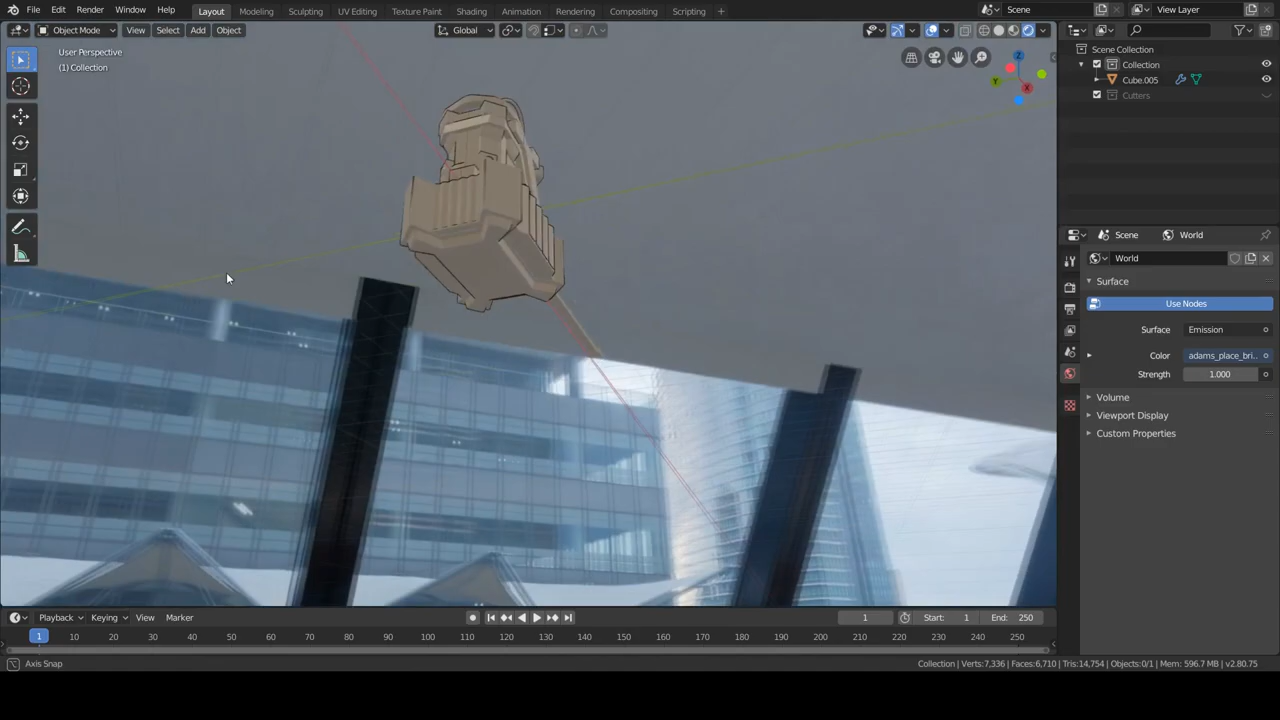 File Edit Render Window Help Layout Modeling Sculpting UV Editing Texture Paint Shading Animation Rendering Compositing Scripting + Scene View Layer
Object Mode View Select Add Object Global
User Perspective
(1) Collection
Scene Collection
Collection
Cube.005
Cutters
Scene World
World
Surface
Use Nodes
Surface Emission
Color adams_place_bri..
Strength 1.000
Volume
Viewport Display
Custom Properties
X
Y
Z
Playback Keying View Marker 1 Start: 1 End: 250
1 10 20 30 40 50 60 70 80 90 100 110 120 130 140 150 160 170 180 190 200 210 220 230 240 250
Axis Snap Collection | Verts:7,336 | Faces:6,710 | Tris:14,754 | Objects:0/1 | Mem: 596.7 MB | v2.80.75